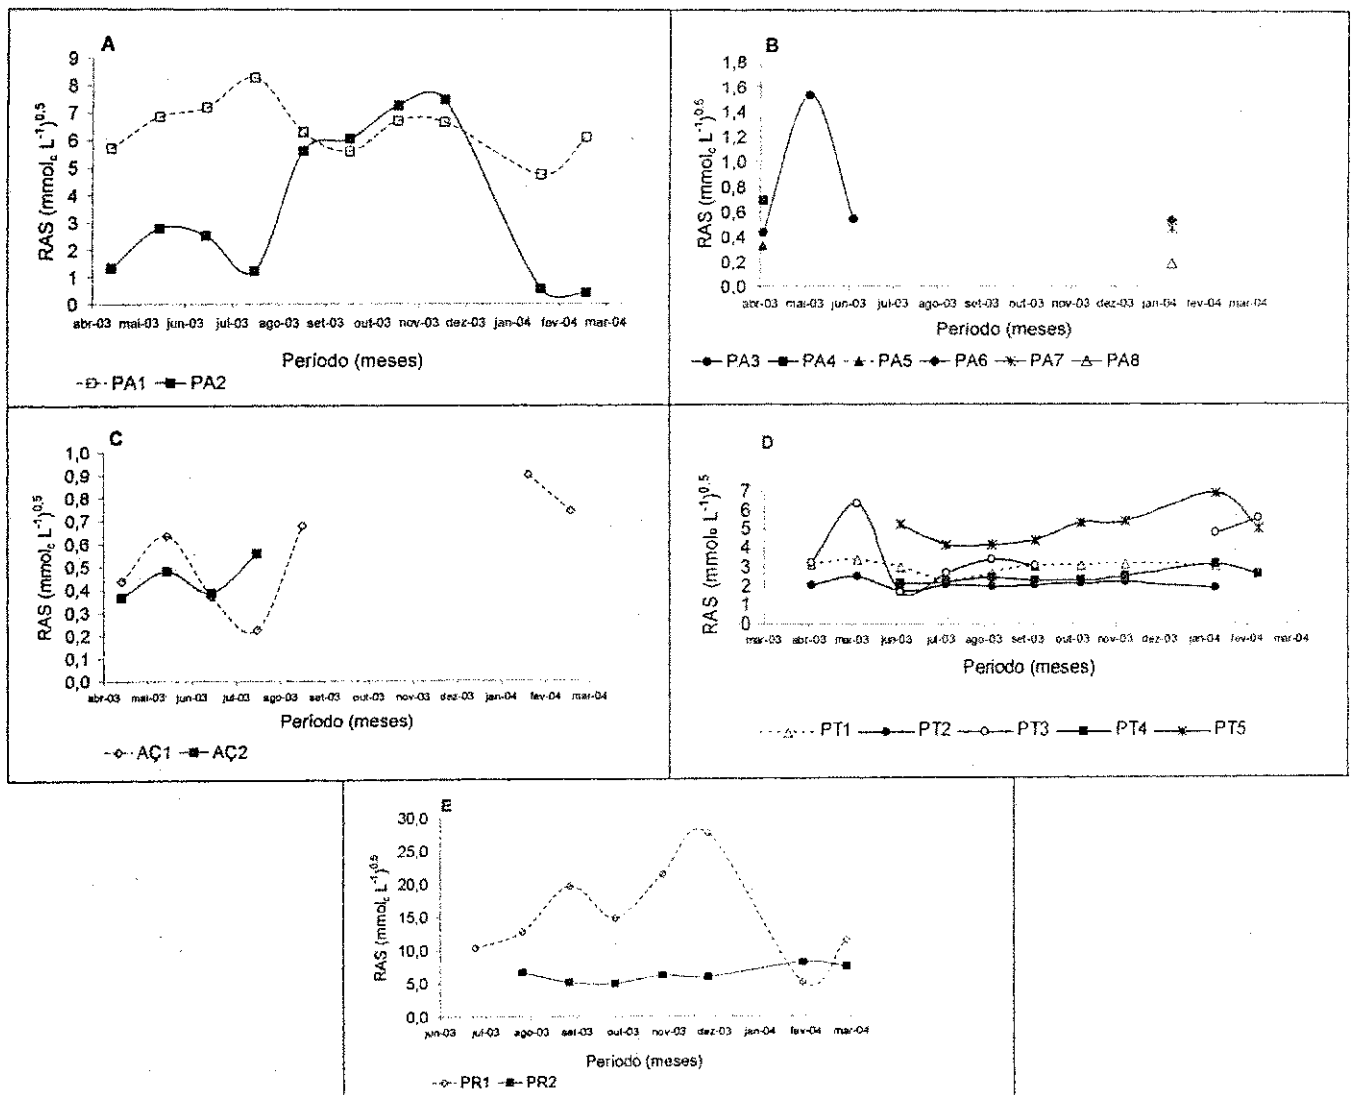 A
RAS (mmolc L-1)0,5
9
8
7
6
5
4
3
2
1
0
abr-03 mai-03 jun-03 jul-03 ago-03 set-03 out-03 nov-03 dez-03 jan-04 fev-04 mar-04
Período (meses)
PA1 PA2
B
RAS (mmolc L-1)0,5
1,8
1,6
1,4
1,2
1,0
0,8
0,6
0,4
0,2
0,0
abr-03 mai-03 jun-03 jul-03 ago-03 set-03 out-03 nov-03 dez-03 jan-04 fev-04 mar-04
Período (meses)
PA3 PA4 PA5 PA6 PA7 PA8
C
RAS (mmolc L-1)0,5
1,0
0,9
0,8
0,7
0,6
0,5
0,4
0,3
0,2
0,1
0,0
abr-03 mai-03 jun-03 jul-03 ago-03 set-03 out-03 nov-03 dez-03 jan-04 fev-04 mar-04
Período (meses)
AÇ1 AÇ2
D
RAS (mmolc L-1)0,5
7
6
5
4
3
2
1
0
mar-03 abr-03 mai-03 jun-03 jul-03 ago-03 set-03 out-03 nov-03 dez-03 jan-04 fev-04 mar-04
Período (meses)
PT1 PT2 PT3 PT4 PT5
E
RAS (mmolc L-1)0,5
30,0
25,0
20,0
15,0
10,0
5,0
0,0
jun-03 jul-03 ago-03 set-03 out-03 nov-03 dez-03 jan-04 fev-04 mar-04
Período (meses)
PR1 PR2